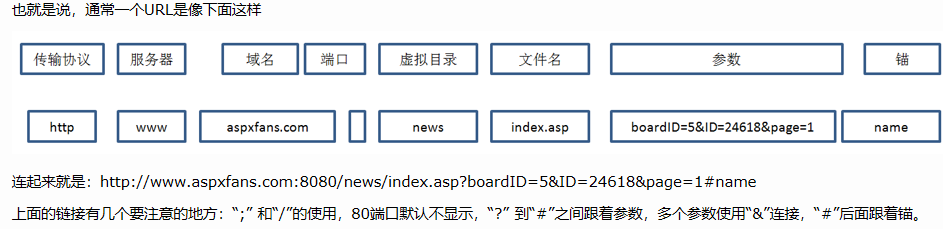 也就是说，通常一个URL是像下面这样
传输协议 服务器 域名 端口 虚拟目录 文件名 参数 锚
http www aspxfans.com news index.asp boardID=5&ID=24618&page=1 name
连起来就是：http://www.aspxfans.com:8080/news/index.asp?boardID=5&ID=24618&page=1#name
上面的链接有几个要注意的地方：“;” 和“/”的使用，80端口默认不显示，“?” 到“#”之间跟着参数，多个参数使用“&”连接，“#”后面跟着锚。